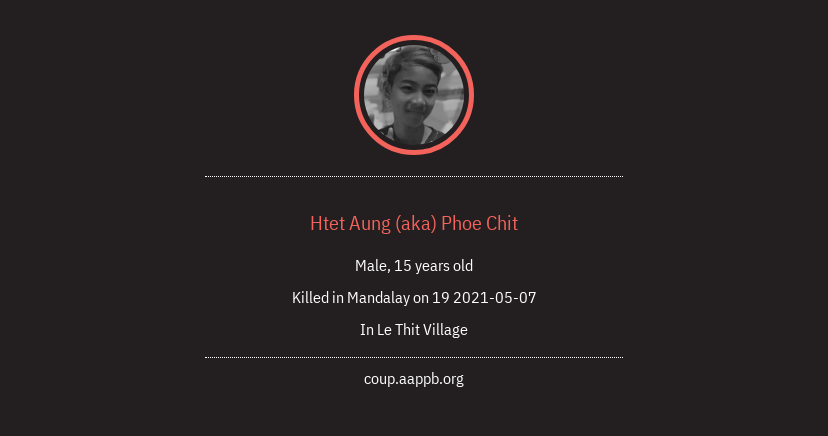 Htet Aung (aka) Phoe Chit
Male, 15 years old
Killed in Mandalay on 19 2021-05-07
In Le Thit Village
coup.aappb.org